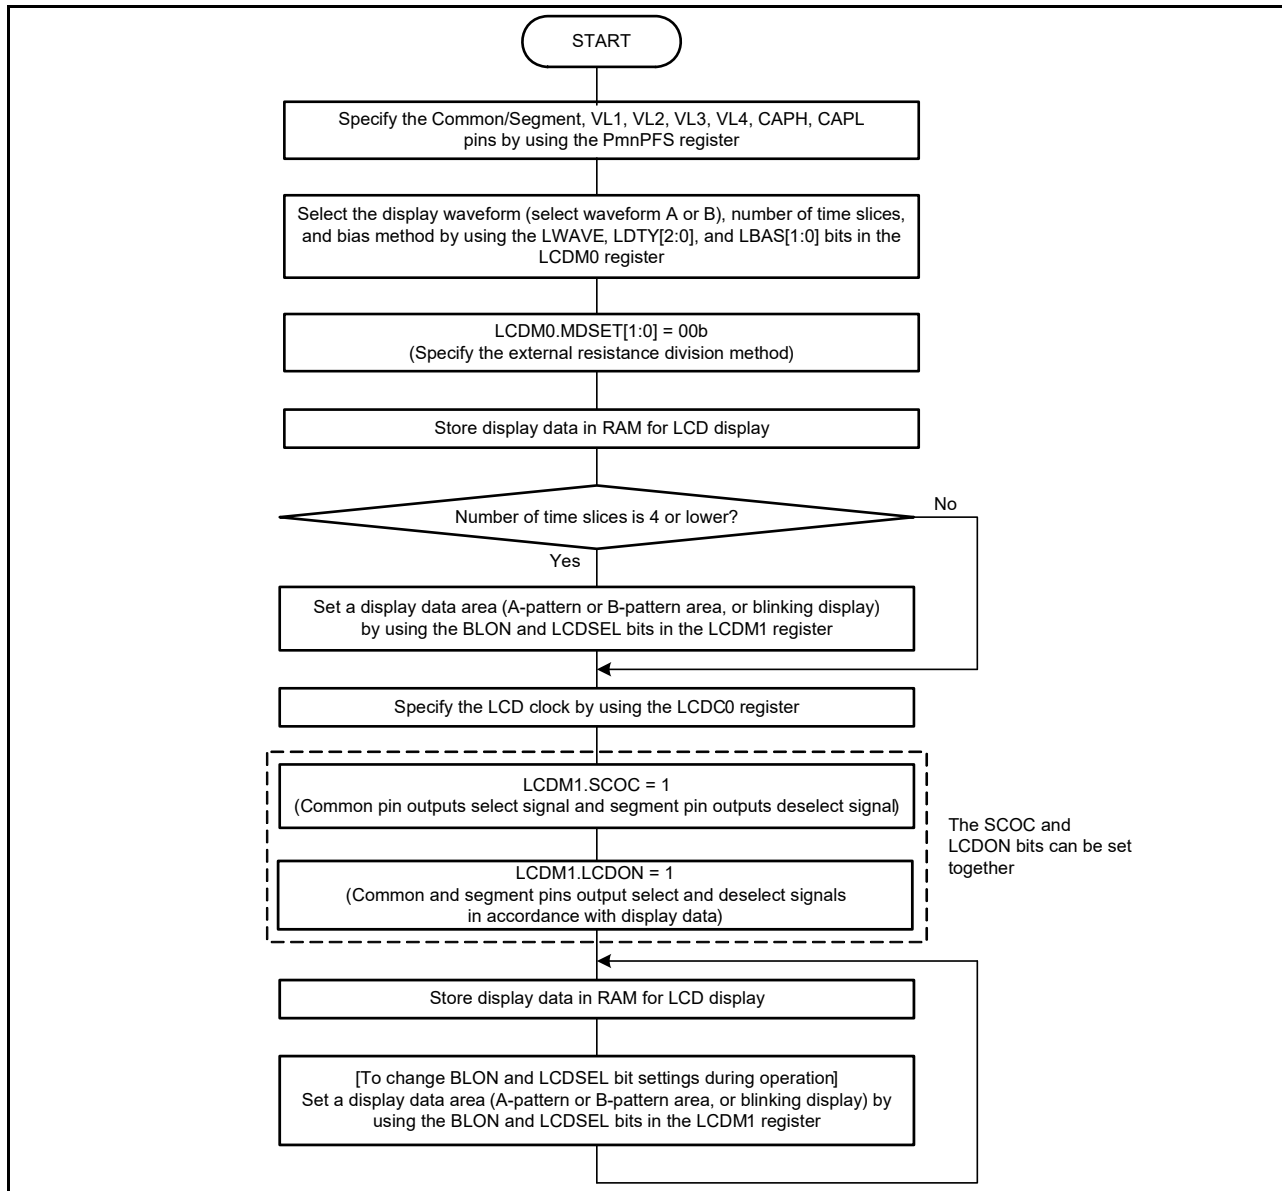 START
Specify the Common/Segment, VL1, VL2, VL3, VL4, CAPH, CAPL
pins by using the PmnPFS register
Select the display waveform (select waveform A or B), number of time slices,
and bias method by using the LWAVE, LDTY[2:0], and LBAS[1:0] bits in the
LCDM0 register
LCDM0.MDSET[1:0] = 00b
(Specify the external resistance division method)
Store display data in RAM for LCD display
Number of time slices is 4 or lower?
No
Yes
Set a display data area (A-pattern or B-pattern area, or blinking display)
by using the BLON and LCDSEL bits in the LCDM1 register
Specify the LCD clock by using the LCDC0 register
LCDM1.SCOC = 1
(Common pin outputs select signal and segment pin outputs deselect signal)
The SCOC and
LCDON bits can be set
together
LCDM1.LCDON = 1
(Common and segment pins output select and deselect signals
in accordance with display data)
Store display data in RAM for LCD display
[To change BLON and LCDSEL bit settings during operation]
Set a display data area (A-pattern or B-pattern area, or blinking display) by
using the BLON and LCDSEL bits in the LCDM1 register